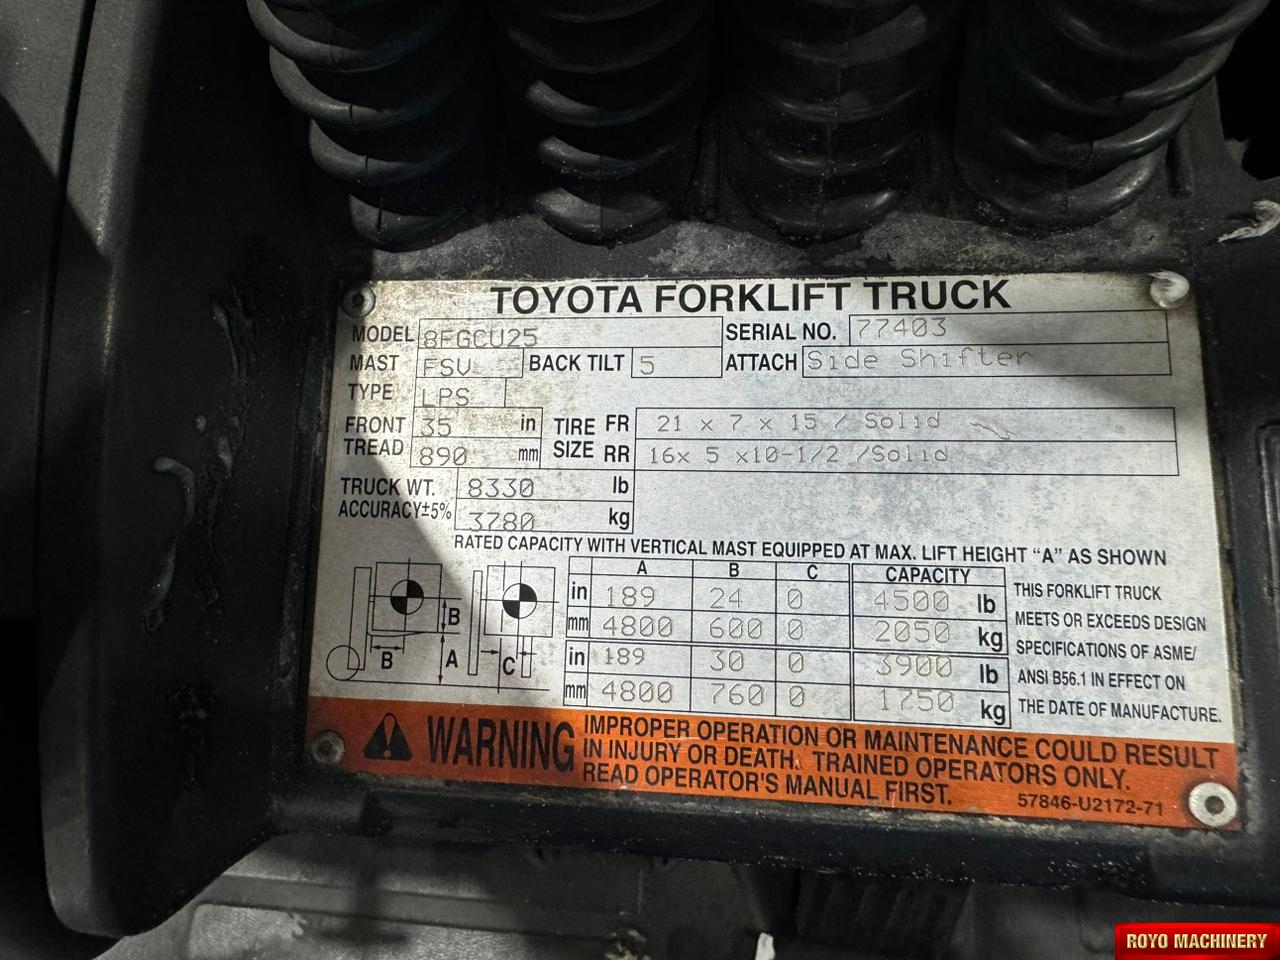 TOYOTA FORKLIFT TRUCK
MODEL 8FGCU25 SERIAL NO. 77403
MAST FSV BACK TILT 5 ATTACH Side Shifter
TYPE LPS
FRONT TREAD 35 in TIRE SIZE FR 21 x 7 x 15 / Solid
890 mm RR 16x 5 x10-1/2 /Solid
TRUCK WT. 8330 lb
ACCURACY±5% 3780 kg
RATED CAPACITY WITH VERTICAL MAST EQUIPPED AT MAX. LIFT HEIGHT "A" AS SHOWN
A B C CAPACITY
in 189 24 0 4500 lb
mm 4800 600 0 2050 kg
in 189 30 0 3900 lb
mm 4800 760 0 1750 kg
B
B A C
THIS FORKLIFT TRUCK
MEETS OR EXCEEDS DESIGN
SPECIFICATIONS OF ASME/
ANSI B56.1 IN EFFECT ON
THE DATE OF MANUFACTURE.
WARNING
IMPROPER OPERATION OR MAINTENANCE COULD RESULT
IN INJURY OR DEATH. TRAINED OPERATORS ONLY.
READ OPERATOR'S MANUAL FIRST.
57846-U2172-71
ROYO MACHINERY